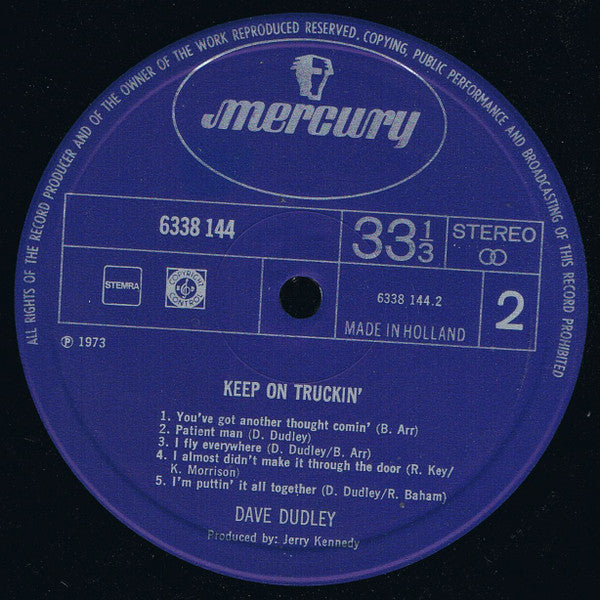 ALL RIGHTS OF THE RECORD PRODUCER AND OF THE OWNER OF THE WORK REPRODUCED RESERVED. COPYING, PUBLIC PERFORMANCE AND BROADCASTING OF THIS RECORD PROHIBITED
mercury
6338 144
33 1/3
STEREO
STEMRA
COPYRIGHT CONTROL
6338 144.2
2
MADE IN HOLLAND
℗ 1973
KEEP ON TRUCKIN'
1. You've got another thought comin' (B. Arr)
2. Patient man (D. Dudley)
3. I fly everywhere (D. Dudley/B. Arr)
4. I almost didn't make it through the door (R. Key/
K. Morrison)
5. I'm puttin' it all together (D. Dudley/R. Baham)
DAVE DUDLEY
Produced by: Jerry Kennedy